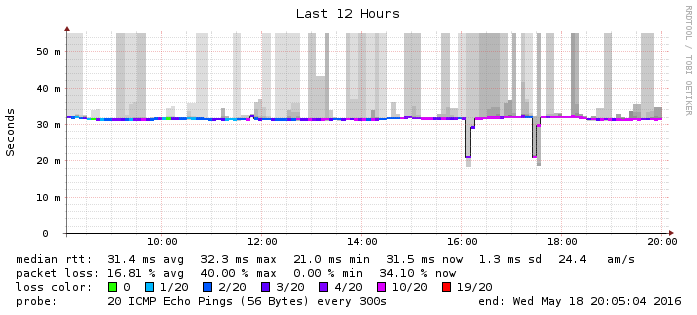 Last 12 Hours
RRDTOOL / TOBI OETIKER
Seconds
50 m
40 m
30 m
20 m
10 m
0
10:00 12:00 14:00 16:00 18:00 20:00
median rtt: 31.4 ms avg 32.3 ms max 21.0 ms min 31.5 ms now 1.3 ms sd 24.4 am/s
packet loss: 16.81 % avg 40.00 % max 0.00 % min 34.10 % now
loss color: 0 1/20 2/20 3/20 4/20 10/20 19/20
probe: 20 ICMP Echo Pings (56 Bytes) every 300s end: Wed May 18 20:05:04 2016